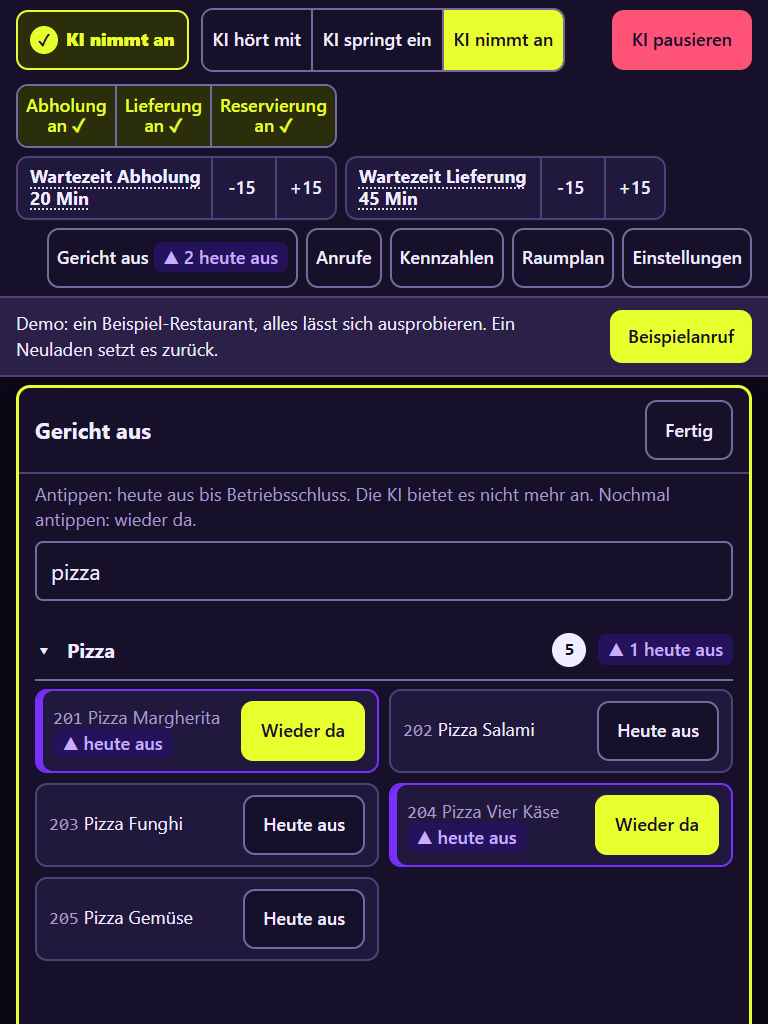 ✓ KI nimmt an
KI hört mit
KI springt ein
KI nimmt an
KI pausieren
Abholung
an ✓
Lieferung
an ✓
Reservierung
an ✓
Wartezeit Abholung
20 Min
-15
+15
Wartezeit Lieferung
45 Min
-15
+15
Gericht aus ▲ 2 heute aus
Anrufe
Kennzahlen
Raumplan
Einstellungen
Demo: ein Beispiel-Restaurant, alles lässt sich ausprobieren. Ein
Neuladen setzt es zurück.
Beispielanruf
Gericht aus
Fertig
Antippen: heute aus bis Betriebsschluss. Die KI bietet es nicht mehr an. Nochmal
antippen: wieder da.
pizza
▼ Pizza
5
▲ 1 heute aus
201 Pizza Margherita
▲ heute aus
Wieder da
202 Pizza Salami
Heute aus
203 Pizza Funghi
Heute aus
204 Pizza Vier Käse
▲ heute aus
Wieder da
205 Pizza Gemüse
Heute aus